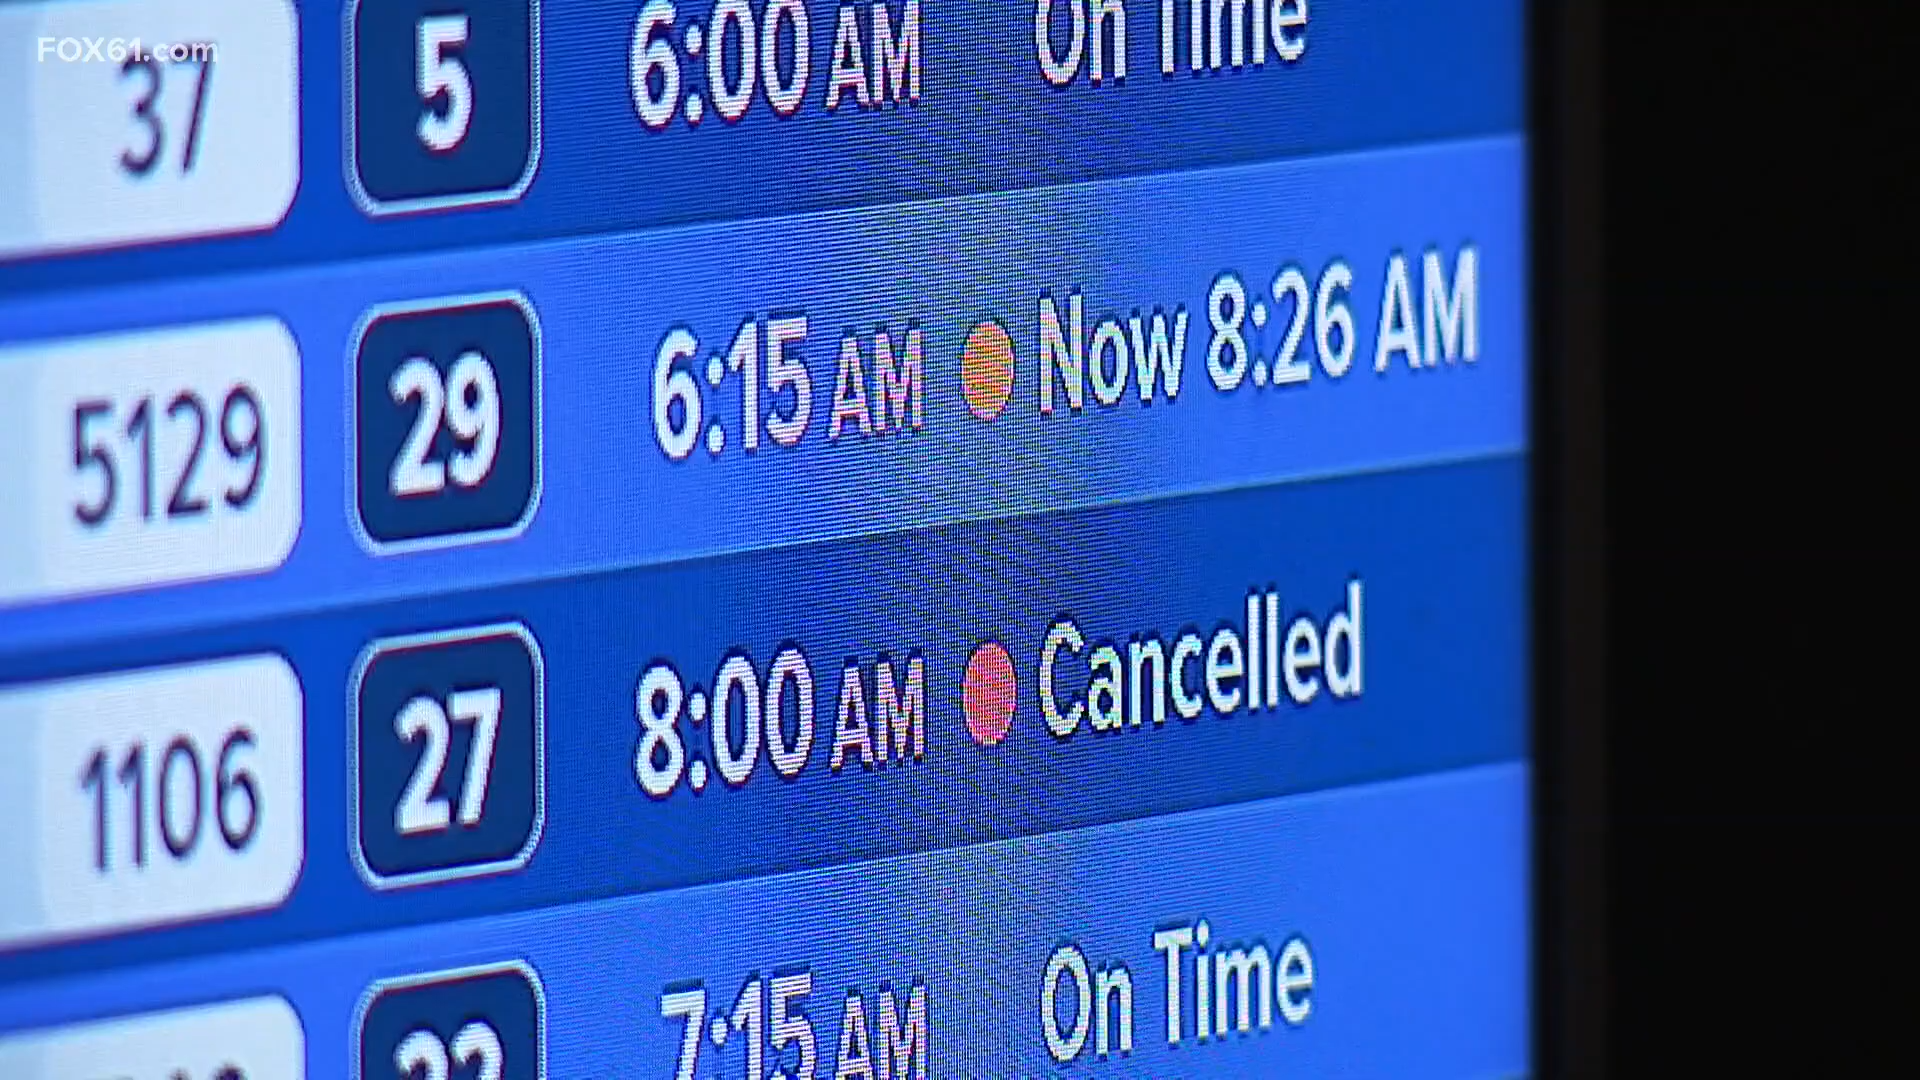 FOX61.com
37 5 6:00 AM On Time
5129 29 6:15 AM Now 8:26 AM
1106 27 8:00 AM Cancelled
7:15 AM On Time